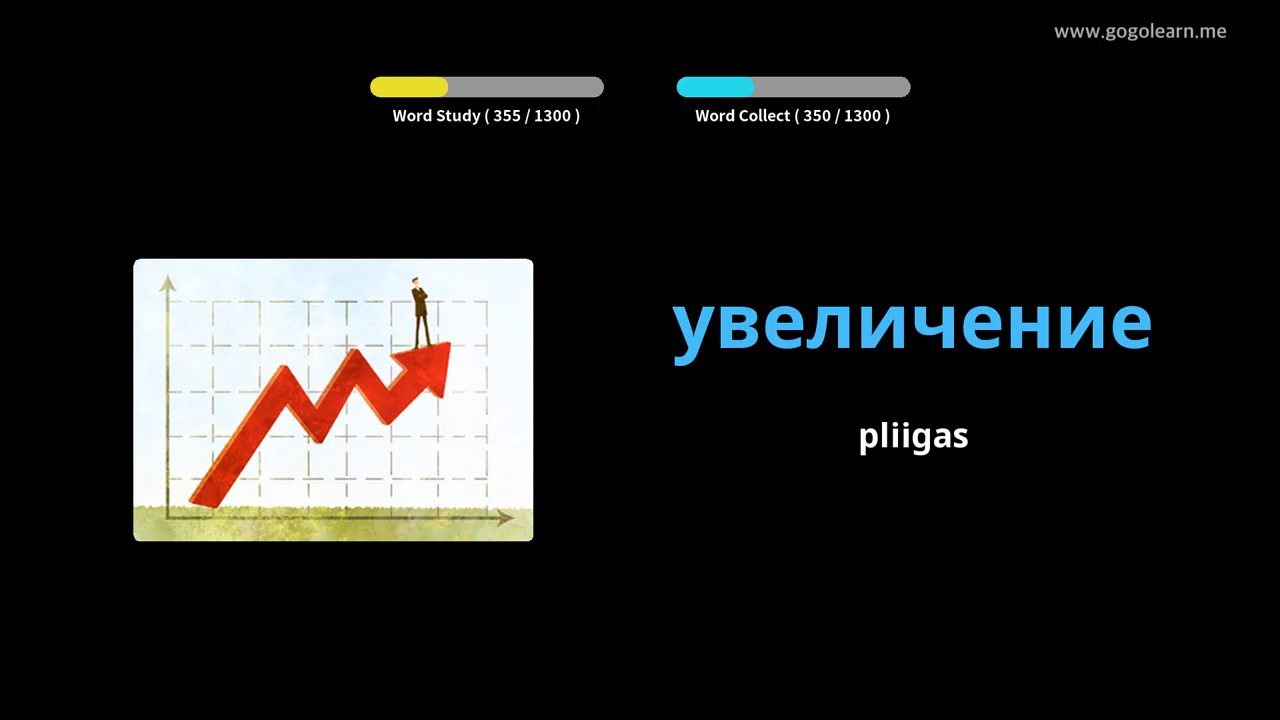 www.gogolearn.me
Word Study ( 355 / 1300 )
Word Collect ( 350 / 1300 )
увеличение
pliigas